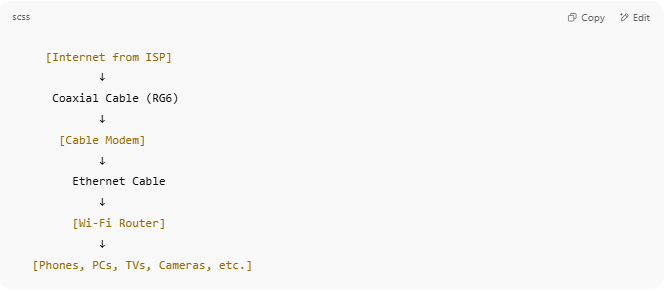 scss
Copy
Edit
[Internet from ISP]
↓
Coaxial Cable (RG6)
↓
[Cable Modem]
↓
Ethernet Cable
↓
[Wi-Fi Router]
↓
[Phones, PCs, TVs, Cameras, etc.]